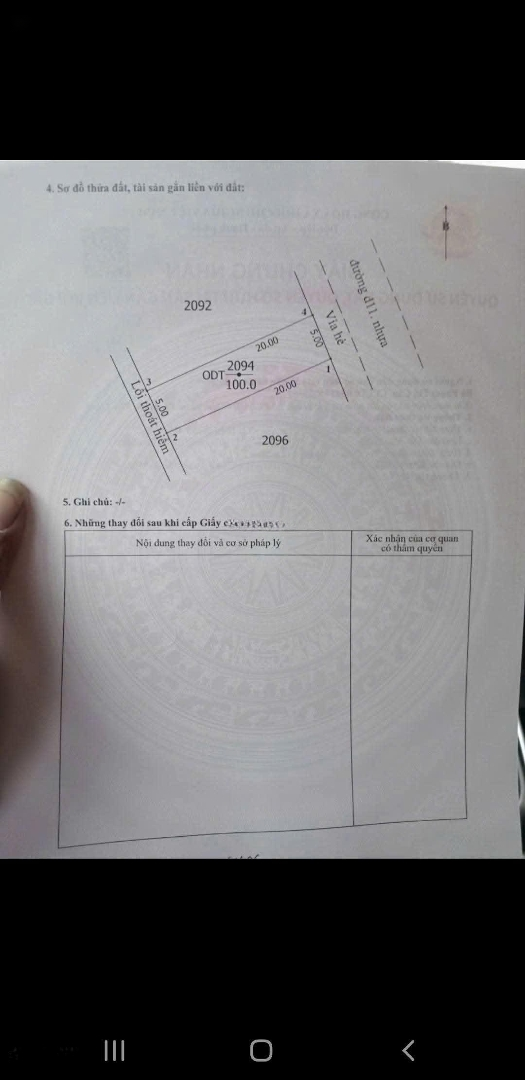 4. Sơ đồ thửa đất, tài sản gắn liền với đất:
B
2092
4
Vỉa hè
đường đ11. nhựa
20.00
5.00
1
ODT 2094
100.0
20.00
3
5.00
2
Lối thoát hiểm
2096
5. Ghi chú: -/-
6. Những thay đổi sau khi cấp Giấy
Nội dung thay đổi và cơ sở pháp lý
Xác nhận của cơ quan
có thẩm quyền